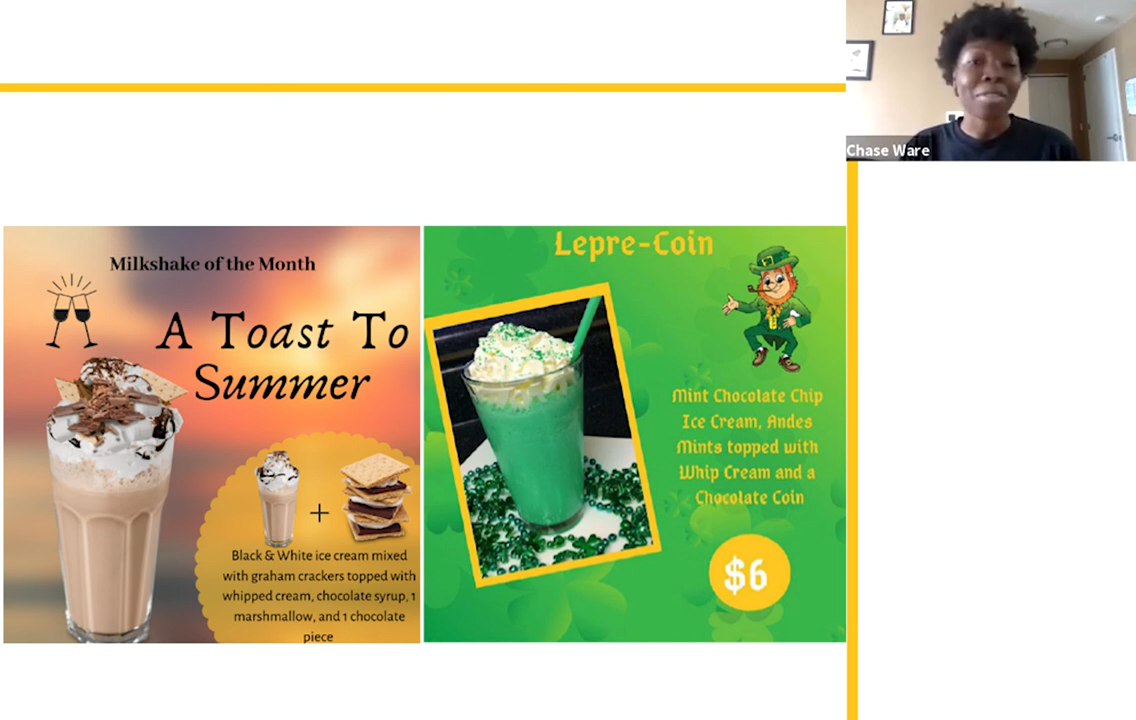 Chase Ware
Milkshake of the Month
A Toast To
Summer
+
Black & White ice cream mixed
with graham crackers topped with
whipped cream, chocolate syrup, 1
marshmallow, and 1 chocolate
piece
Lepre-Coin
Mint Chocolate Chip
Ice Cream, Andes
Mints topped with
Whip Cream and a
Chocolate Coin
$6